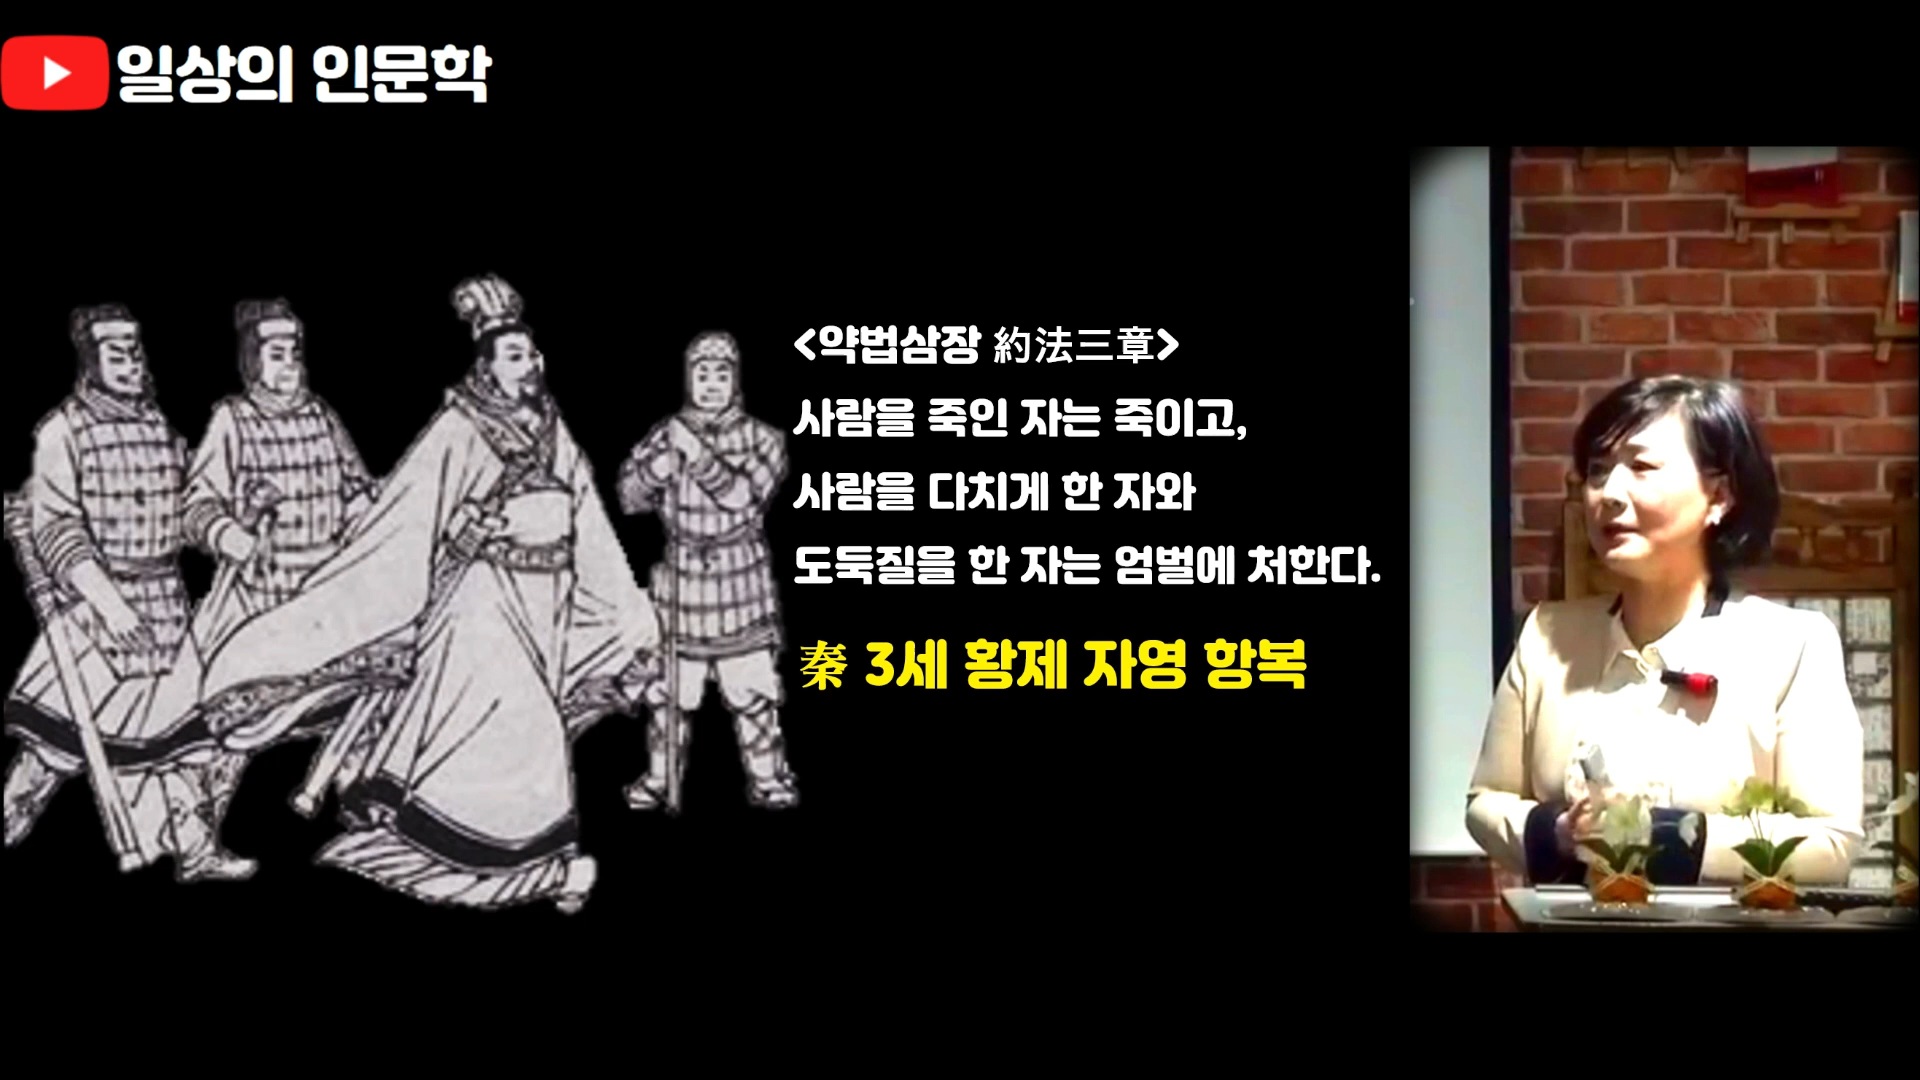 일상의 인문학
<약법삼장 約法三章>
사람을 죽인 자는 죽이고,
사람을 다치게 한 자와
도둑질을 한 자는 엄벌에 처한다.
秦 3세 황제 자영 항복